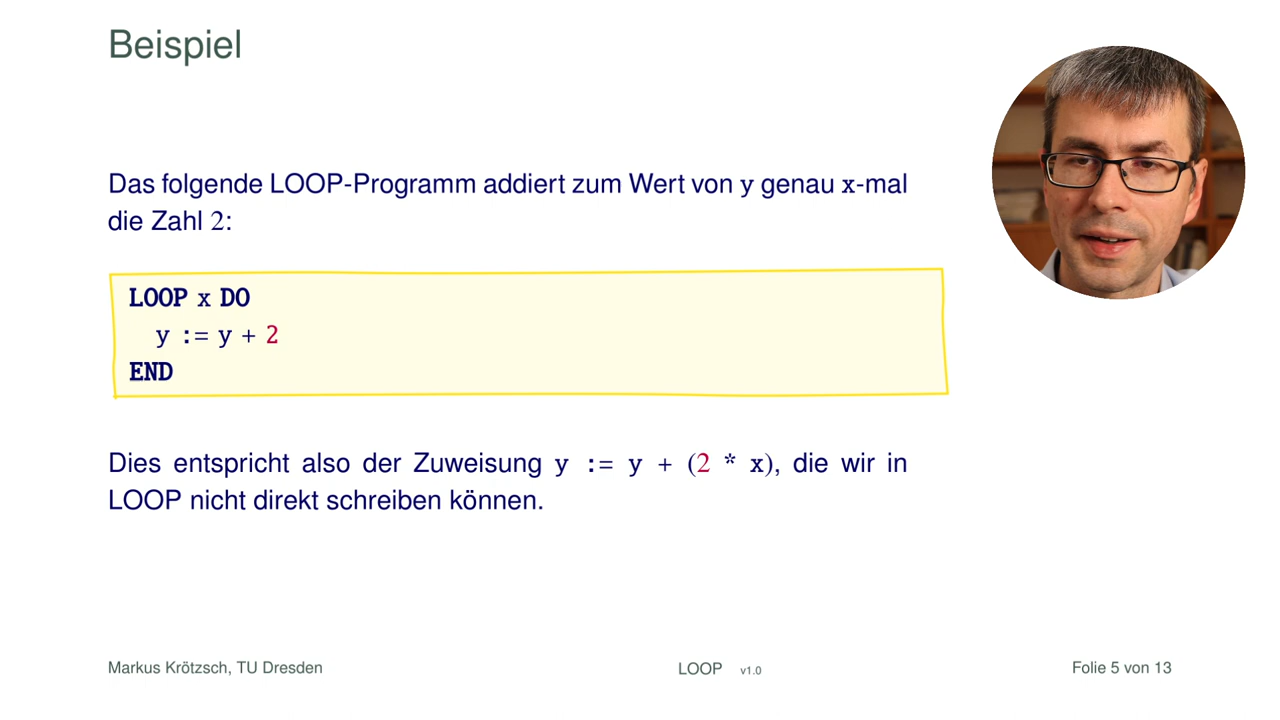 Beispiel
Das folgende LOOP-Programm addiert zum Wert von y genau x-mal
die Zahl 2:
LOOP x DO
y := y + 2
END
Dies entspricht also der Zuweisung y := y + (2 * x), die wir in
LOOP nicht direkt schreiben können.
Markus Krötzsch, TU Dresden
LOOP v1.0
Folie 5 von 13